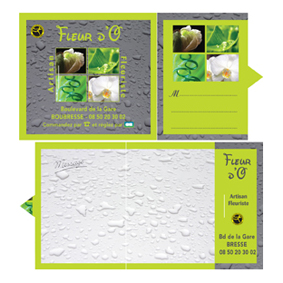 Fleur d'O
Artisan
Fleuriste
Boulevard de la Gare
M
Message
Fleur
d'O
Artisan
Fleuriste
Bd de la Gare
BRESSE
08 50 20 30 02